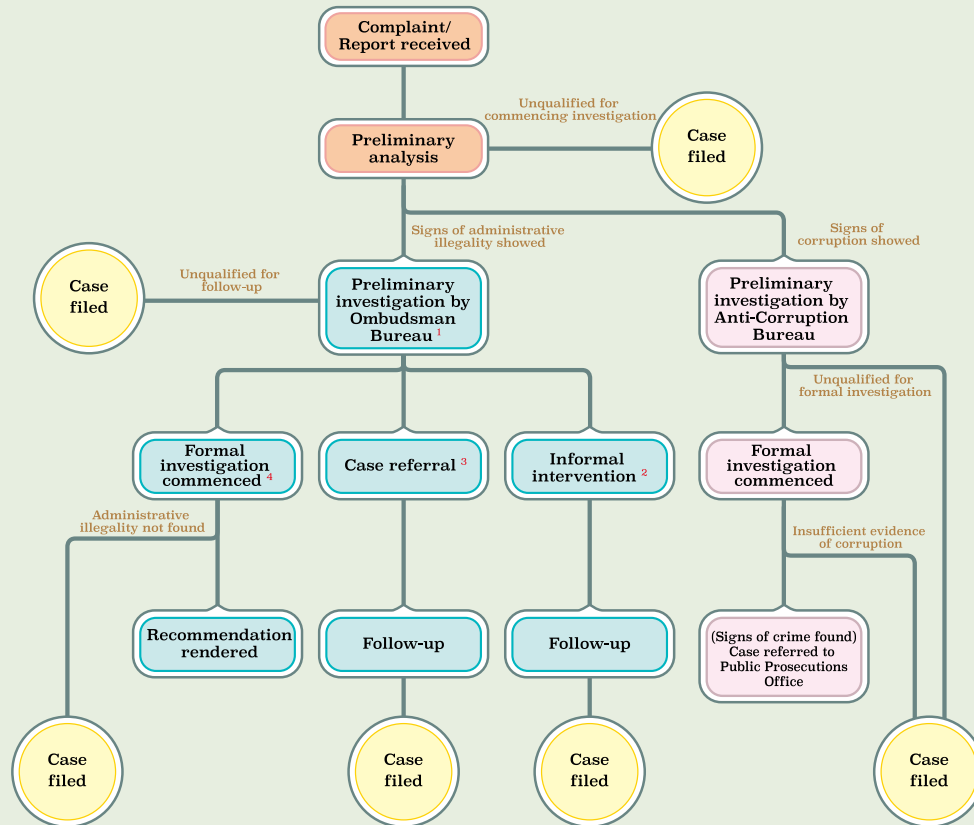 Complaint/
Report received
Unqualified for
commencing investigation
Case
filed
Preliminary
analysis
Signs of administrative
illegality showed
Signs of
corruption showed
Unqualified for
follow-up
Case
filed
Preliminary
investigation by
Ombudsman
Bureau 1
Preliminary
investigation by
Anti-Corruption
Bureau
Unqualified for
formal investigation
Formal
investigation
commenced 4
Case referral 3
Informal
intervention 2
Formal
investigation
commenced
Administrative
illegality not found
Insufficient evidence
of corruption
Recommendation
rendered
Follow-up
Follow-up
(Signs of crime found)
Case referred to
Public Prosecutions
Office
Case
filed
Case
filed
Case
filed
Case
filed